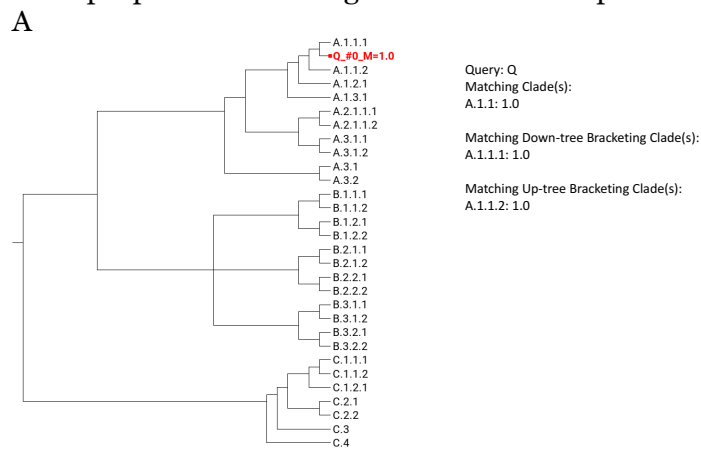 A
A.1.1.1
Q_#0_M=1.0
A.1.1.2
A.1.2.1
A.1.3.1
A.2.1.1.1
A.2.1.1.2
A.3.1.1
A.3.1.2
A.3.1
A.3.2
B.1.1.1
B.1.1.2
B.1.2.1
B.1.2.2
B.2.1.1
B.2.1.2
B.2.2.1
B.2.2.2
B.3.1.1
B.3.1.2
B.3.2.1
B.3.2.2
C.1.1.1
C.1.1.2
C.1.2.1
C.2.1
C.2.2
C.3
C.4
Query: Q
Matching Clade(s):
A.1.1: 1.0
Matching Down-tree Bracketing Clade(s):
A.1.1.1: 1.0
Matching Up-tree Bracketing Clade(s):
A.1.1.2: 1.0